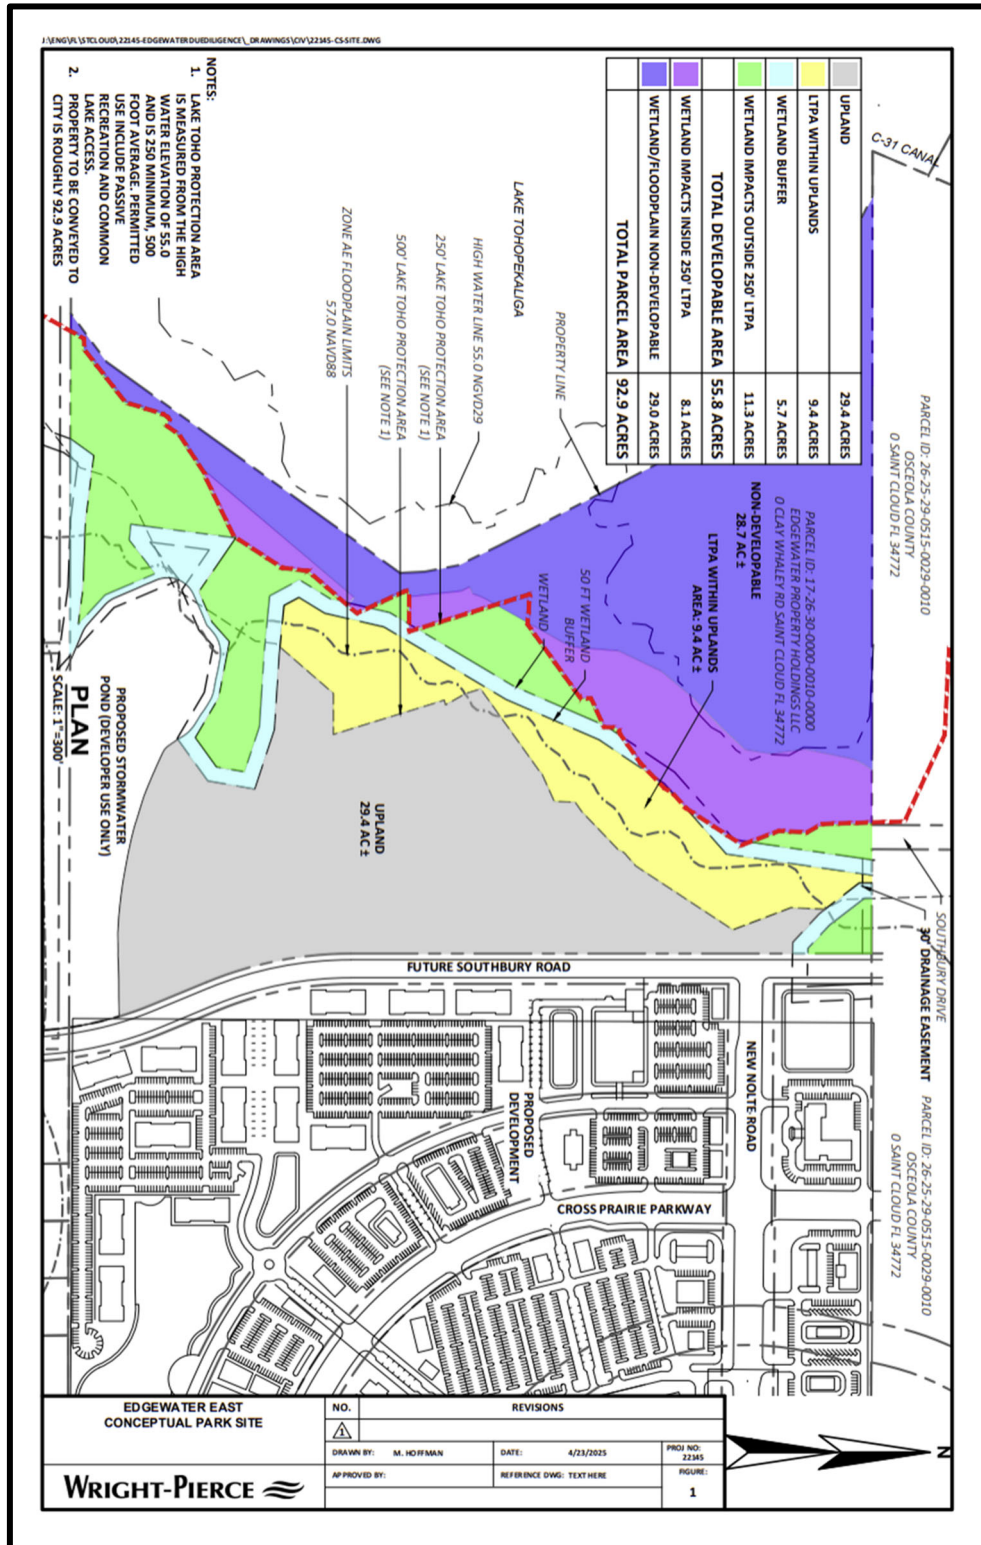 J:\ENG\FL\STCLOUD\22145-EDGEWATERDUEDILIGENCE\_DRAWINGS\CIV\22145-CS-SITE.DWG
NOTES:
1. LAKE TOHO PROTECTION AREA
IS MEASURED FROM THE HIGH
WATER ELEVATION OF 55.0
AND IS 250 MINIMUM, 500
FOOT AVERAGE. PERMITTED
USE INCLUDE PASSIVE
RECREATION AND COMMON
LAKE ACCESS.
2. PROPERTY TO BE CONVEYED TO
CITY IS ROUGHLY 92.9 ACRES
UPLAND 29.4 ACRES
LTPA WITHIN UPLANDS 9.4 ACRES
WETLAND BUFFER 5.7 ACRES
WETLAND IMPACTS OUTSIDE 250' LTPA 11.3 ACRES
TOTAL DEVELOPABLE AREA 55.8 ACRES
WETLAND IMPACTS INSIDE 250' LTPA 8.1 ACRES
WETLAND/FLOODPLAIN NON-DEVELOPABLE 29.0 ACRES
TOTAL PARCEL AREA 92.9 ACRES
C-31 CANAL
PARCEL ID: 26-25-29-0515-0029-0010
OSCEOLA COUNTY
0 SAINT CLOUD FL 34772
LAKE TOHOPEKALIGA
PROPERTY LINE
HIGH WATER LINE 55.0 NGVD29
250' LAKE TOHO PROTECTION AREA
(SEE NOTE 1)
500' LAKE TOHO PROTECTION AREA
(SEE NOTE 1)
ZONE AE FLOODPLAIN LIMITS
57.0 NAVD88
PARCEL ID: 17-26-30-0000-0010-0000
EDGEWATER PROPERTY HOLDINGS LLC
0 CLAY WHALEY RD SAINT CLOUD FL 34772
NON-DEVELOPABLE
28.7 AC ±
LTPA WITHIN UPLANDS
AREA: 9.4 AC ±
50 FT WETLAND
BUFFER
WETLAND
UPLAND
29.4 AC ±
PROPOSED STORMWATER
POND (DEVELOPER USE ONLY)
PLAN
SCALE: 1"=300'
SOUTHBURY DRIVE
30' DRAINAGE EASEMENT
PARCEL ID: 26-25-29-0515-0029-0010
OSCEOLA COUNTY
0 SAINT CLOUD FL 34772
FUTURE SOUTHBURY ROAD
NEW NOLTE ROAD
PROPOSED
DEVELOPMENT
CROSS PRAIRIE PARKWAY
N
EDGEWATER EAST
CONCEPTUAL PARK SITE
WRIGHT-PIERCE
NO. REVISIONS
1
DRAWN BY: M. HOFFMAN DATE: 4/23/2025 PROJ NO:
22145
APPROVED BY: REFERENCE DWG: TEXT HERE FIGURE:
1